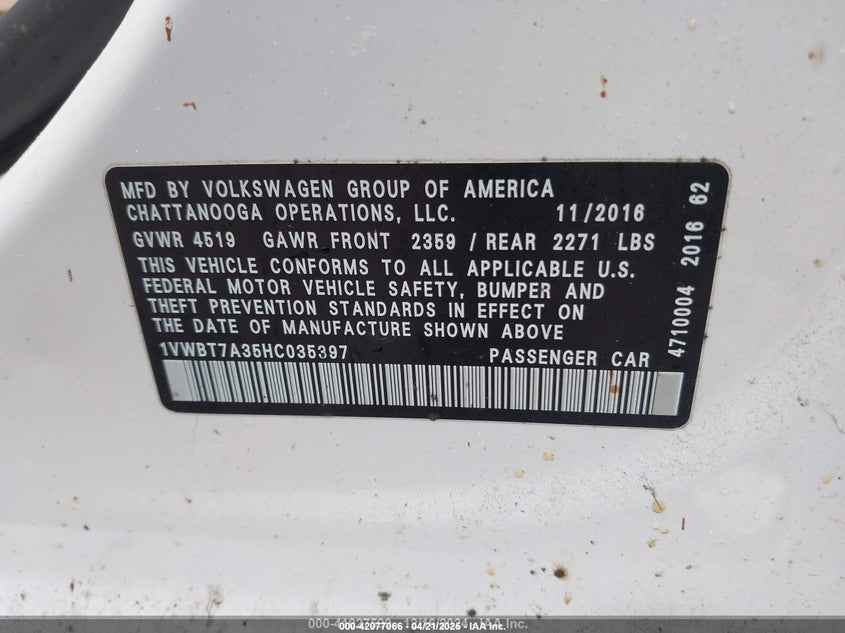 MFD BY VOLKSWAGEN GROUP OF AMERICA
CHATTANOOGA OPERATIONS, LLC. 11/2016
GVWR 4519 GAWR FRONT 2359 / REAR 2271 LBS
THIS VEHICLE CONFORMS TO ALL APPLICABLE U.S.
FEDERAL MOTOR VEHICLE SAFETY, BUMPER AND
THEFT PREVENTION STANDARDS IN EFFECT ON
THE DATE OF MANUFACTURE SHOWN ABOVE
1VWBT7A35HC035397 PASSENGER CAR
4710004 2016 62
000-42077066 04/21/2025 - IAA Inc.